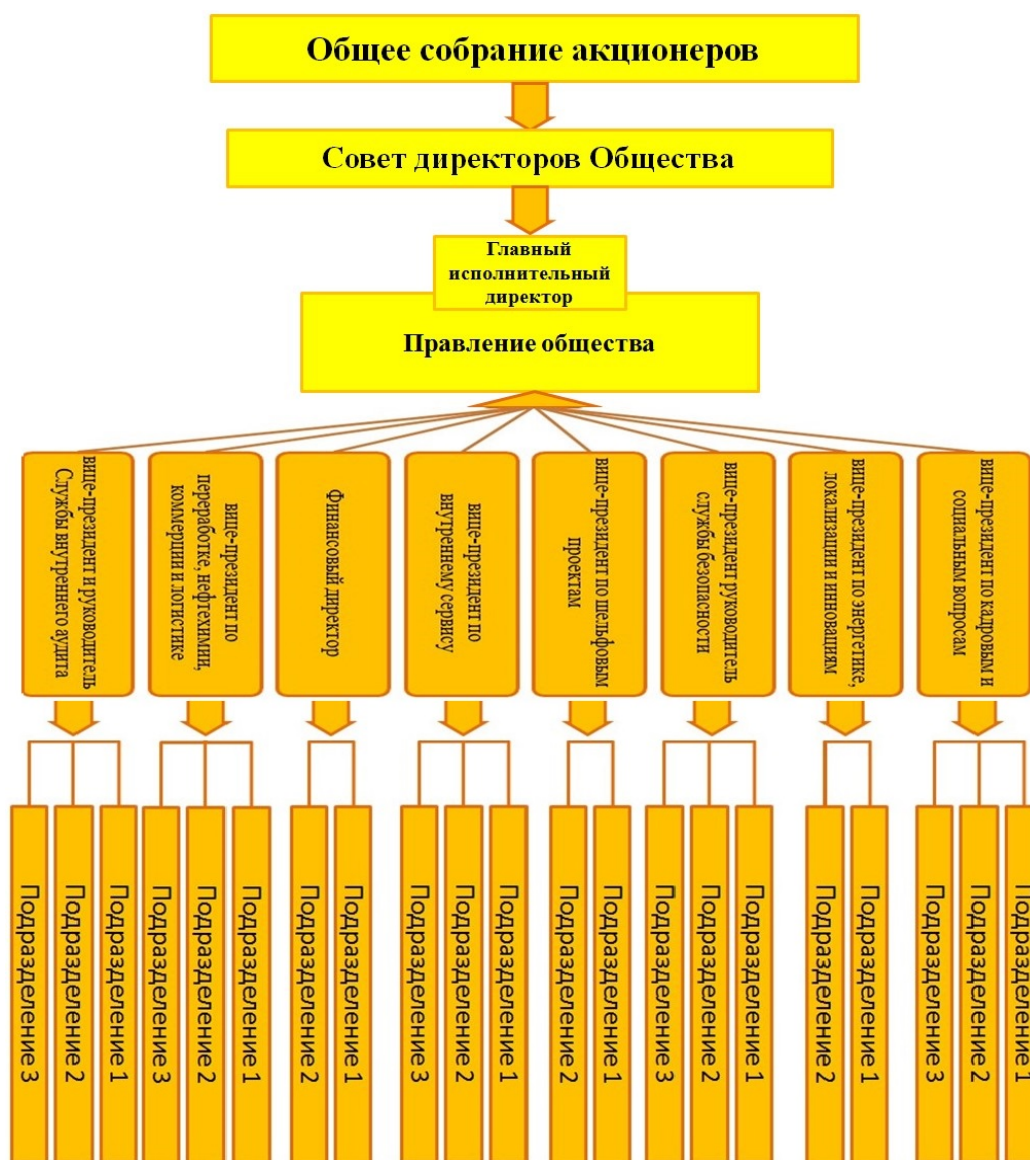 Общее собрание акционеров
Совет директоров Общества
Главный
исполнительный
директор
Правление общества
вице-президент и руководитель
Службы внутреннего аудита
вице-президент по
переработке, нефтехимии,
коммерции и логистике
Финансовый директор
вице-президент по
внутреннему сервису
вице-президент по шельфовым
проектам
вице-президент руководитель
службы безопасности
вице-президент по энергетике,
локализации и инновациям
вице-президент по кадровым и
социальным вопросам
Подразделение 3
Подразделение 2
Подразделение 1
Подразделение 3
Подразделение 2
Подразделение 1
Подразделение 2
Подразделение 1
Подразделение 3
Подразделение 2
Подразделение 1
Подразделение 2
Подразделение 1
Подразделение 3
Подразделение 2
Подразделение 1
Подразделение 2
Подразделение 1
Подразделение 3
Подразделение 2
Подразделение 1